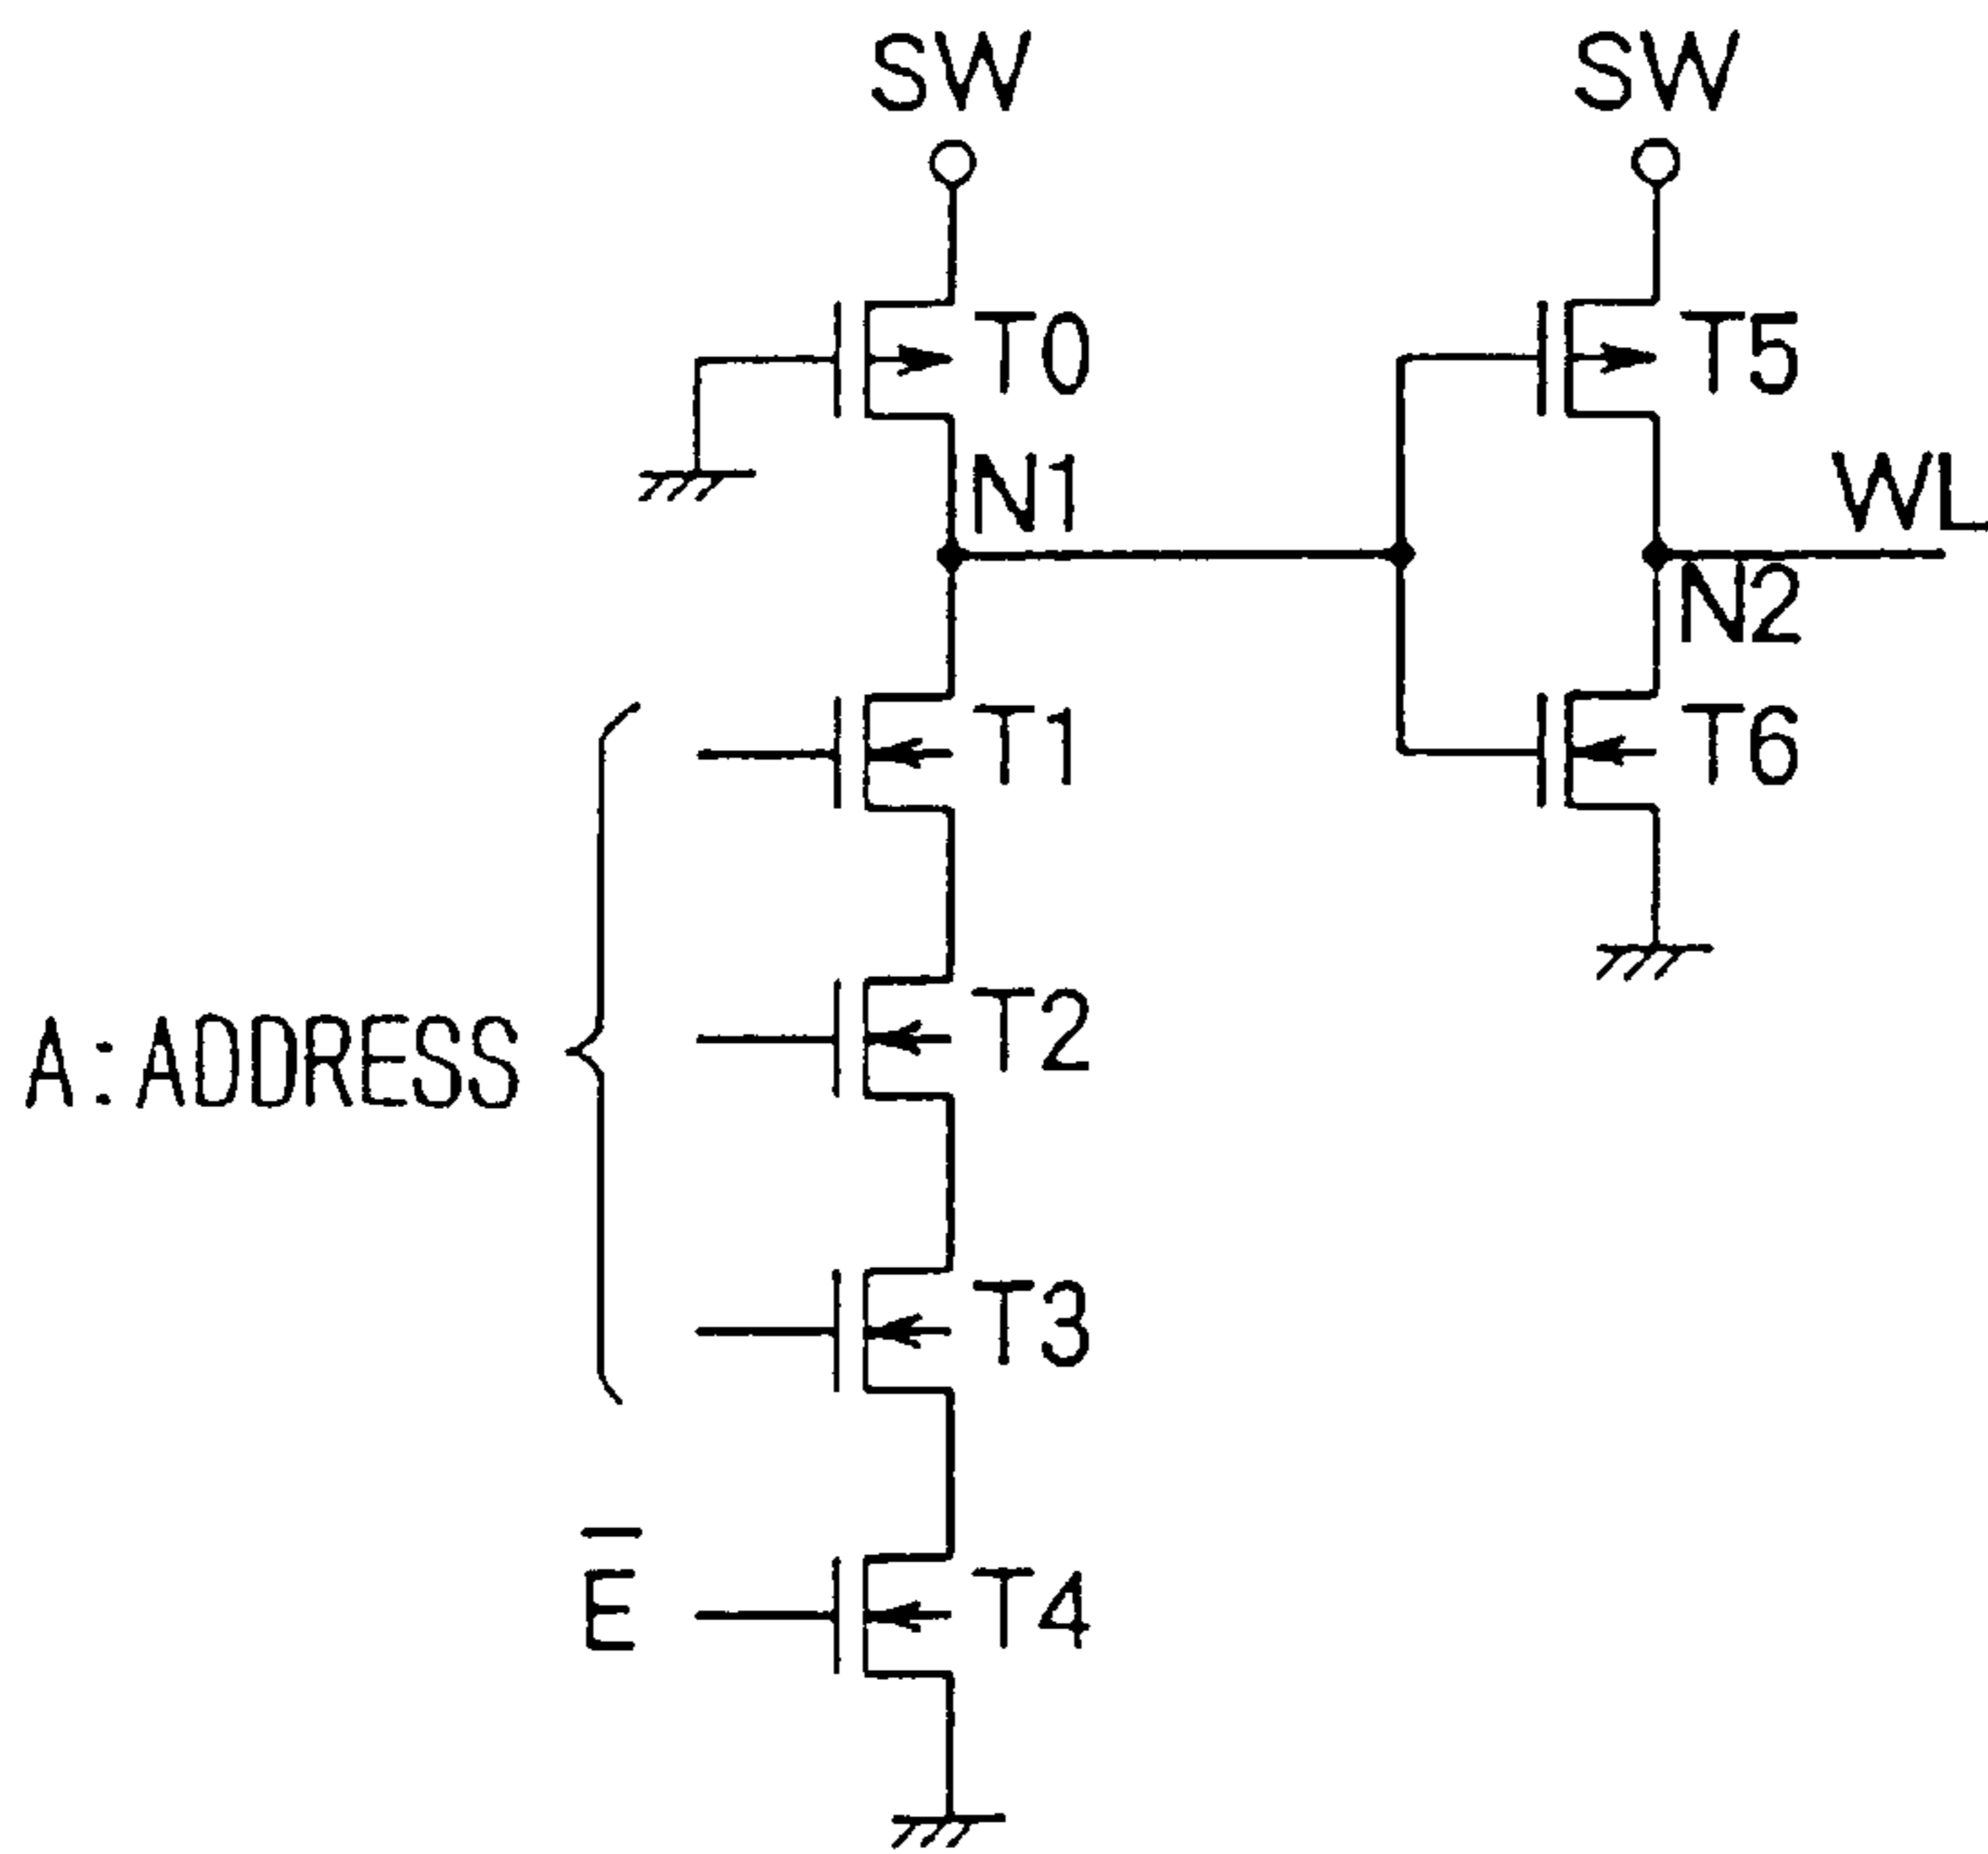 SW SW
T0 T5
N1 WL
N2
T1 T6
A:ADDRESS T2
T3
E̅ T4